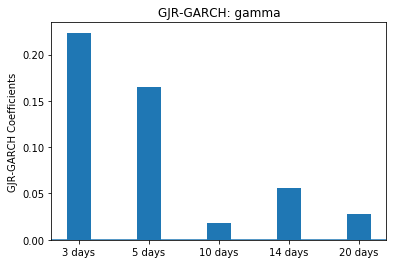 GJR-GARCH: gamma
GJR-GARCH Coefficients
0.20
0.15
0.10
0.05
0.00
3 days
5 days
10 days
14 days
20 days